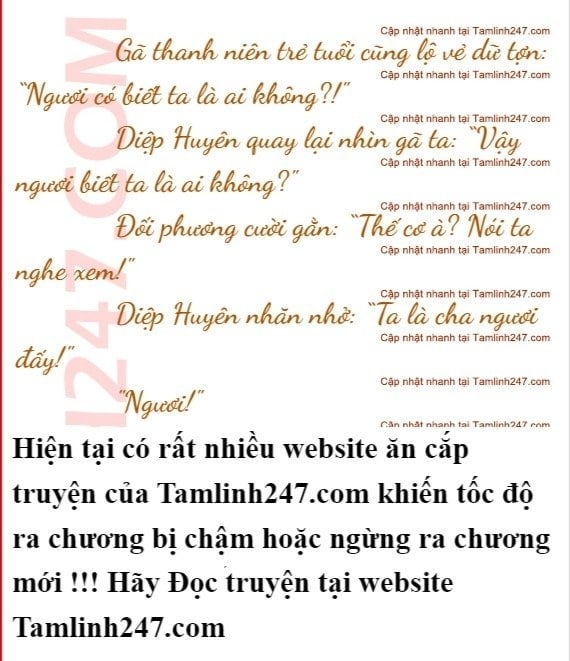 Cập nhật nhanh tại Tamlinh247.com
Gã thanh niên trẻ tuổi cũng lộ vẻ dữ tợn:
Cập nhật nhanh tại Tamlinh247.com
“Ngươi có biết ta là ai không?!”
Cập nhật nhanh tại Tamlinh247.com
Diệp Huyên quay lại nhìn gã ta: “Vậy
Cập nhật nhanh tại Tamlinh247.com
ngươi biết ta là ai không?”
Cập nhật nhanh tại Tamlinh247.com
Đối phương cười gằn: “Thế cơ à? Nói ta
Cập nhật nhanh tại Tamlinh247.com
nghe xem!”
Cập nhật nhanh tại Tamlinh247.com
Diệp Huyên nhăn nhở: “Ta là cha ngươi
Cập nhật nhanh tại Tamlinh247.com
đấy!”
Cập nhật nhanh tại Tamlinh247.com
“Ngươi!”
Cập nhật nhanh tại Tamlinh247.com
I247.COM
Hiện tại có rất nhiều website ăn cắp
truyện của Tamlinh247.com khiến tốc độ
ra chương bị chậm hoặc ngừng ra chương
mới !!! Hãy Đọc truyện tại website
Tamlinh247.com